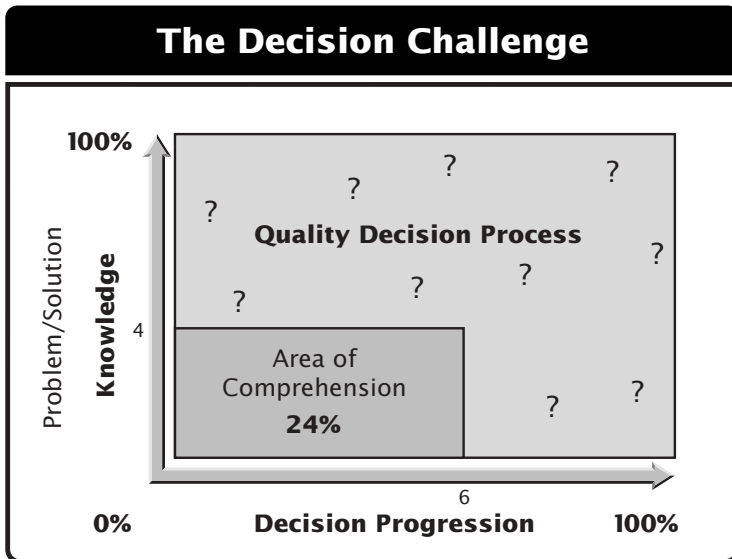 The Decision Challenge
100%
?
?
?
?
?
Quality Decision Process
?
?
?
?
Problem/Solution
Knowledge
4
Area of
Comprehension
24%
?
?
6
0%
Decision Progression
100%